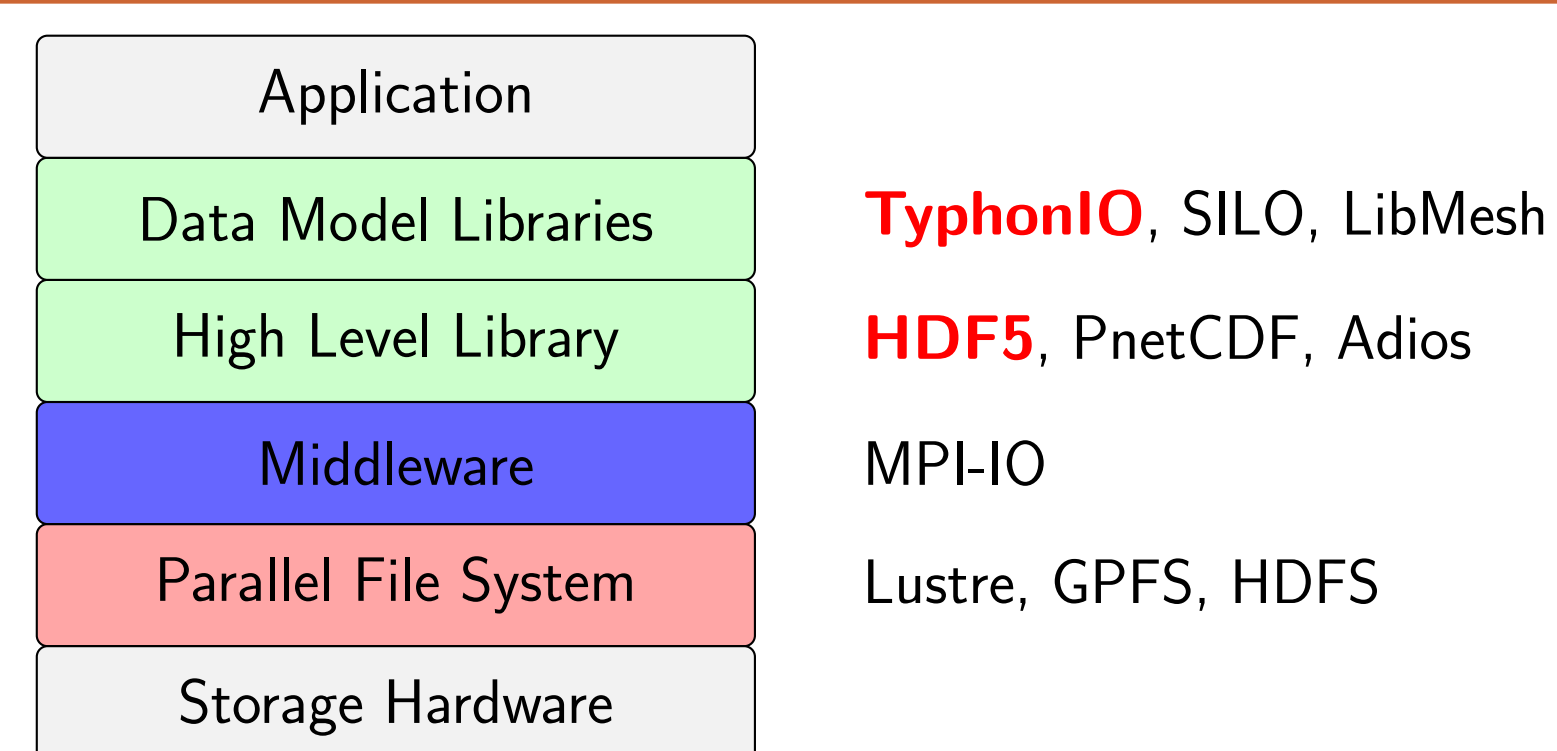 Application
Data Model Libraries
TyphonIO, SILO, LibMesh
High Level Library
HDF5, PnetCDF, Adios
Middleware
MPI-IO
Parallel File System
Lustre, GPFS, HDFS
Storage Hardware